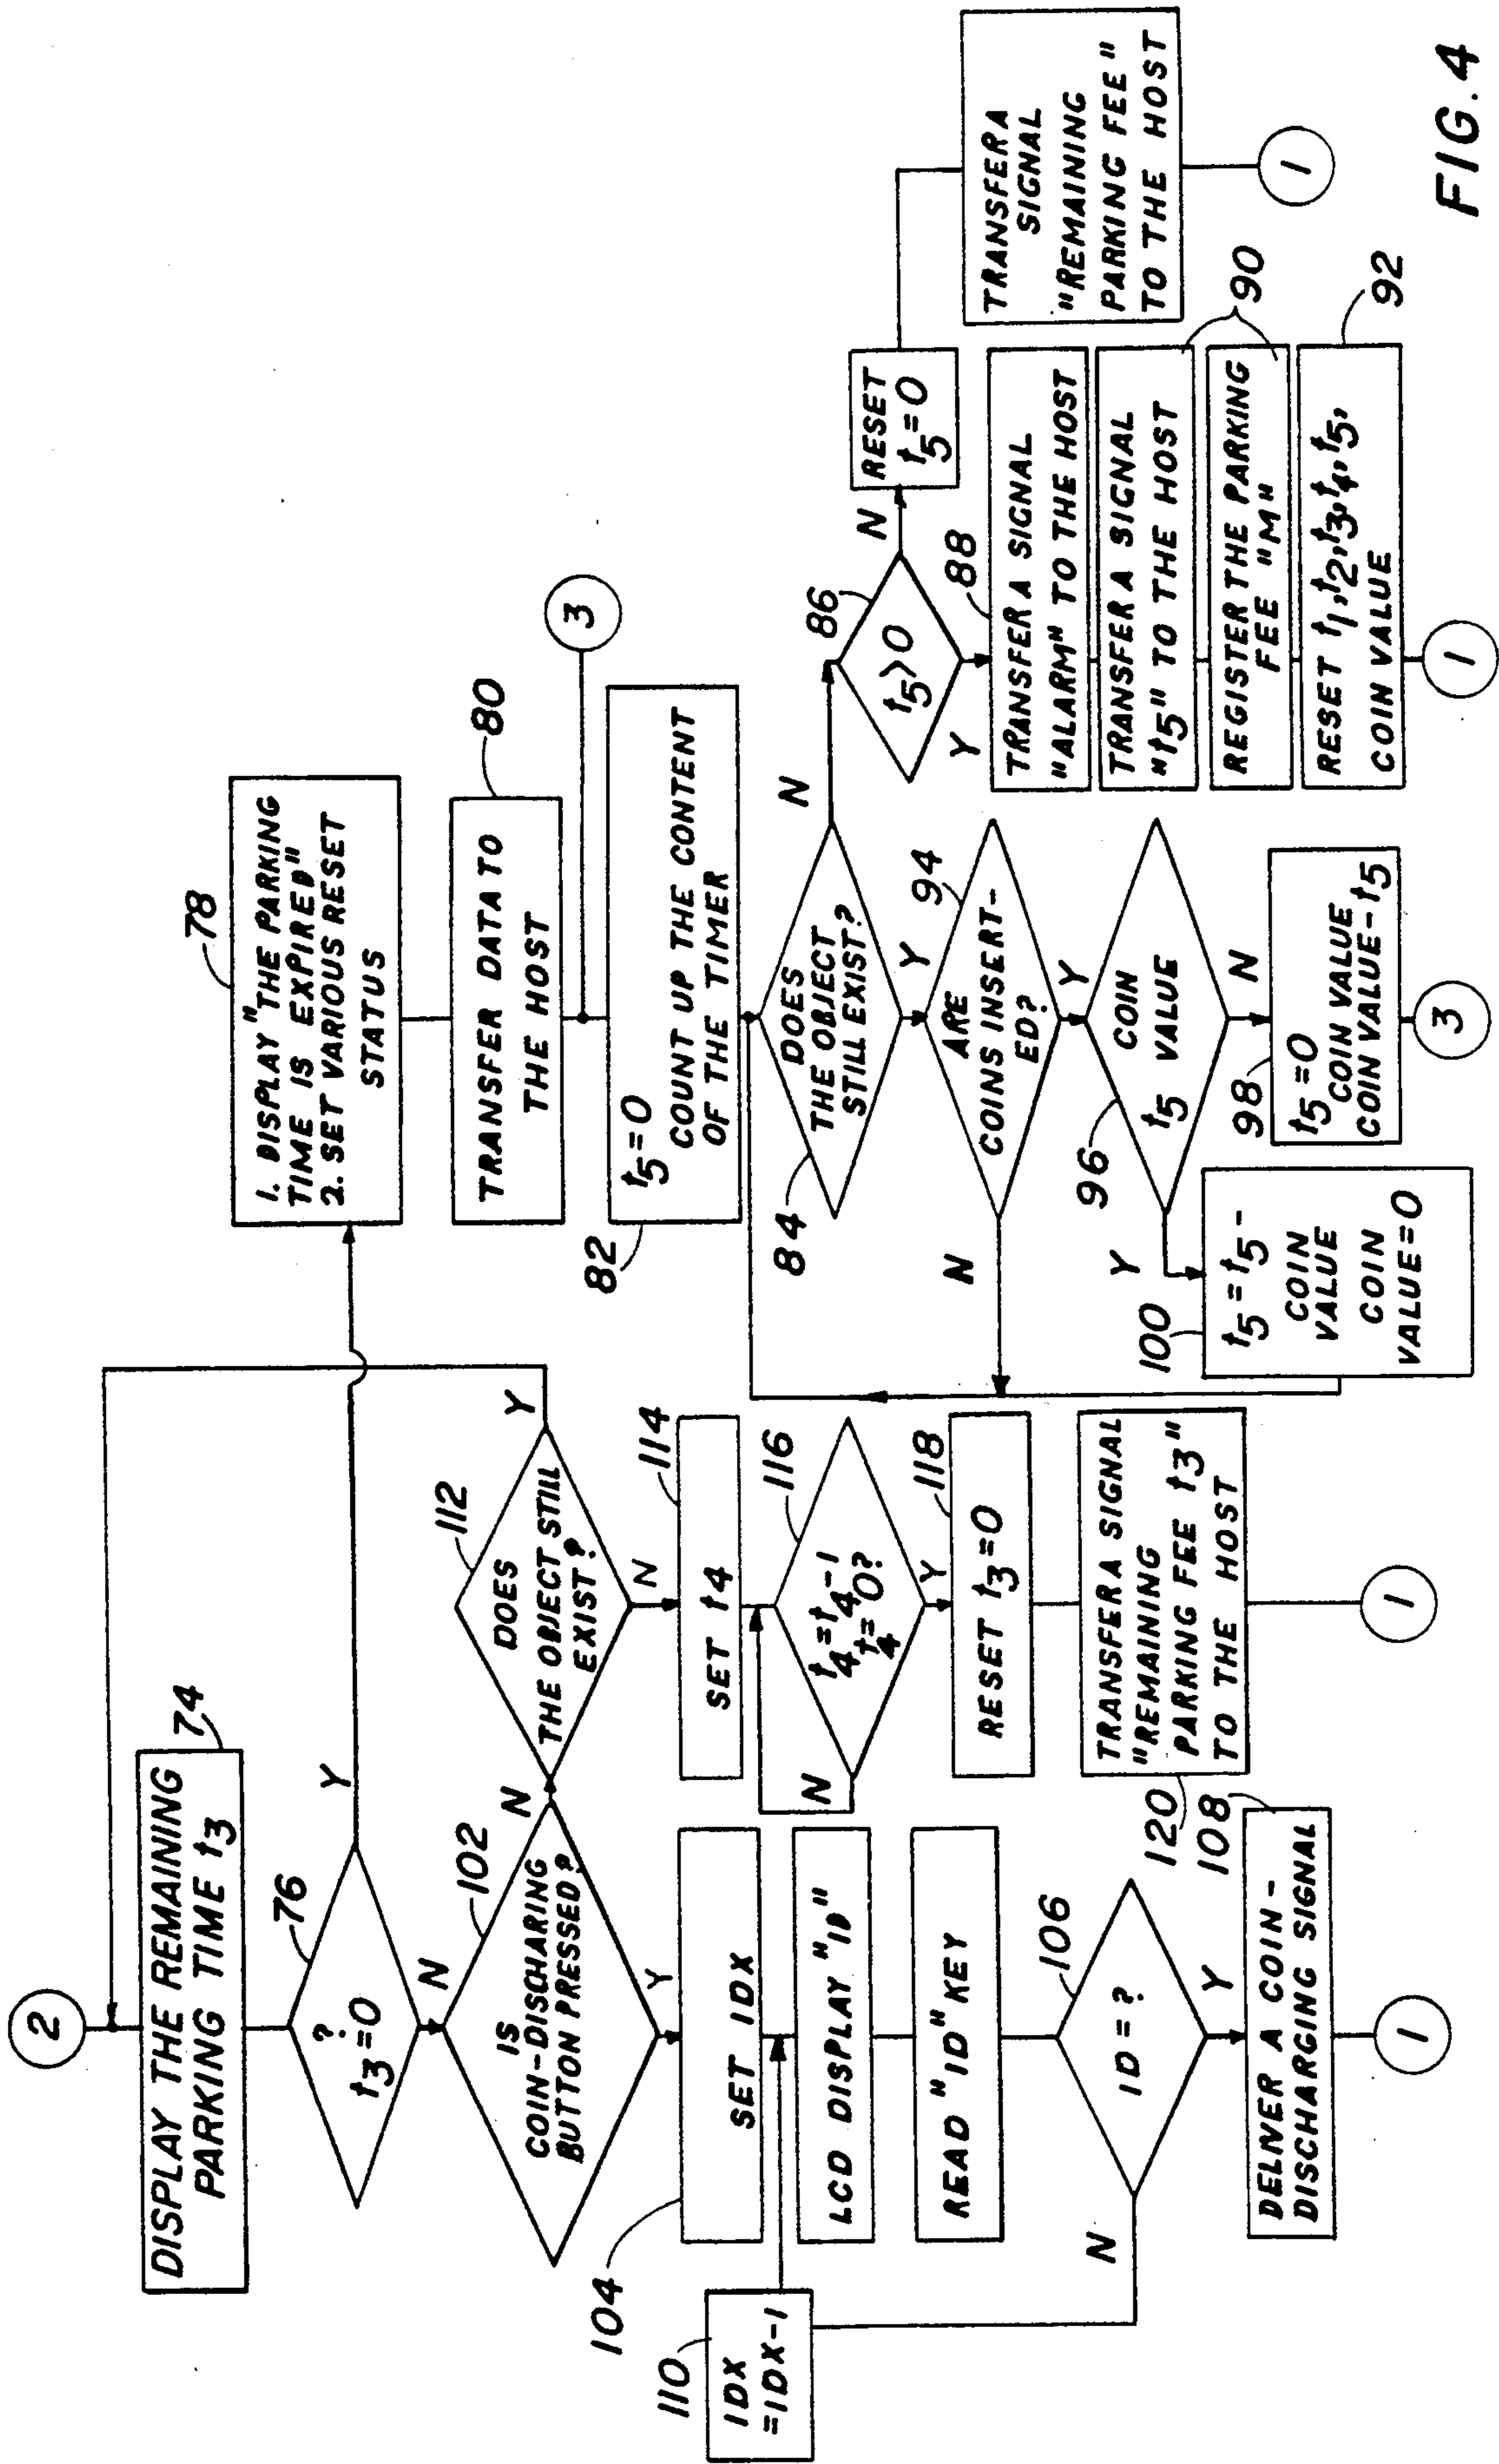 2
DISPLAY THE REMAINING
PARKING TIME t3
74
76
?
t3=0
Y
N
102
IS
COIN-DISCHARING
BUTTON PRESSED?
N
Y
104
SET IDX
110
IDX
=IDX-1
LCD DISPLAY "ID"
READ "ID" KEY
106
ID = ?
N
Y
108
DELIVER A COIN-
DISCHARGING SIGNAL
1
112
DOES
THE OBJECT STILL
EXIST?
Y
N
114
SET t4
116
t4=t4-1
t4=0?
N
Y
118
RESET t3=0
120
TRANSFER A SIGNAL
"REMAINING
PARKING FEE t3"
TO THE HOST
1
78
1. DISPLAY "THE PARKING
TIME IS EXPIRED"
2. SET VARIOUS RESET
STATUS
80
TRANSFER DATA TO
THE HOST
3
82
t5=0
COUNT UP THE CONTENT
OF THE TIMER
84
DOES
THE OBJECT
STILL EXIST?
N
Y
94
ARE
COINS INSERT-
ED?
N
Y
96
COIN
VALUE
t5
Y
N
98
t5=0
COIN VALUE
COIN VALUE-t5
3
100
t5=t5-
COIN
VALUE
COIN
VALUE=0
86
t5>0
N
Y
RESET
t5=0
TRANSFER A
SIGNAL
"REMAINING
PARKING FEE"
TO THE HOST
1
88
TRANSFER A SIGNAL
"ALARM" TO THE HOST
TRANSFER A SIGNAL
"t5" TO THE HOST
90
REGISTER THE PARKING
FEE "M"
92
RESET t1,t2,t3,t4,t5,
COIN VALUE
1
FIG.4